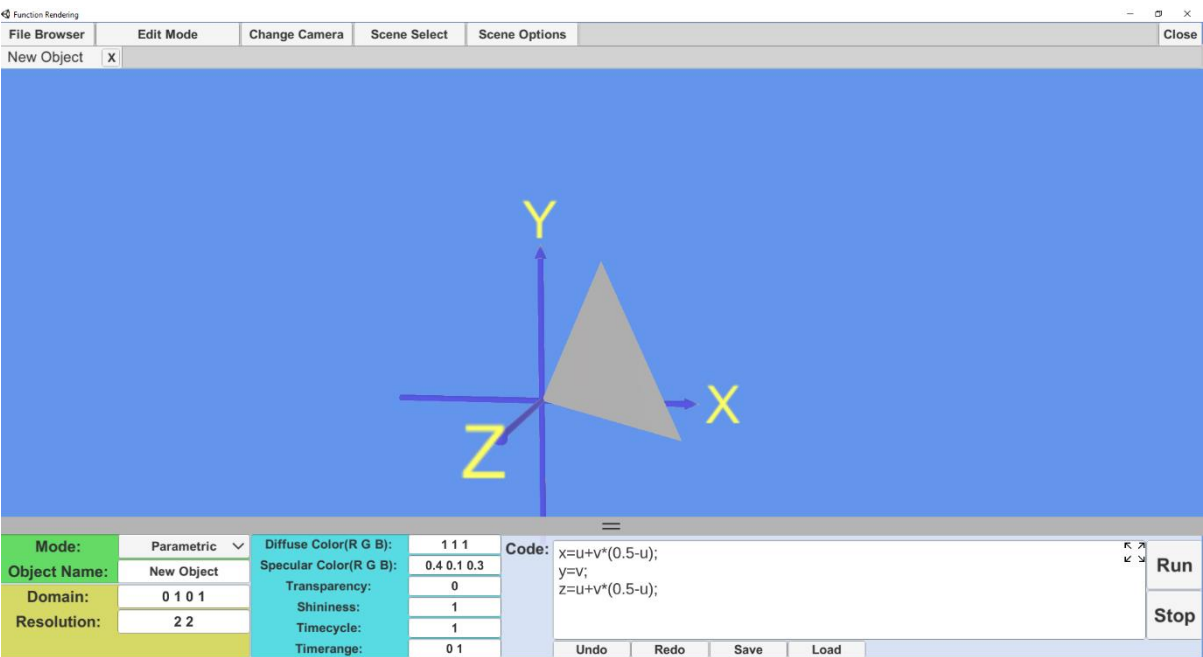 Function Rendering
File Browser Edit Mode Change Camera Scene Select Scene Options Close
New Object X
Y
X
Z
Mode: Parametric
Object Name: New Object
Domain: 0 1 0 1
Resolution: 2 2
Diffuse Color(R G B): 1 1 1
Specular Color(R G B): 0.4 0.1 0.3
Transparency: 0
Shininess: 1
Timecycle: 1
Timerange: 0 1
Code:
x=u+v*(0.5-u);
y=v;
z=u+v*(0.5-u);
Run
Stop
Undo Redo Save Load